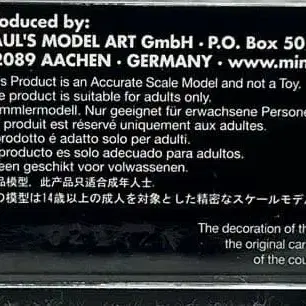 oduced by:
AUL'S MODEL ART GmbH · P.O. Box 50
2089 AACHEN · GERMANY · www.min
's Product is an Accurate Scale Model and not a Toy.
e product is suitable for adults only.
mmlermodell. Nur geeignet für erwachsene Persone
produit est réservé uniquement aux adultes.
prodotto é adatto solo per adulti.
producto es solo adecuado para adultos.
een geschikt voor volwassenen.
品模型，此产品只适合成年人士.
の模型は14歳以上の成人を対象とした精密なスケールモデ
The decoration of th
the original car
of the cou